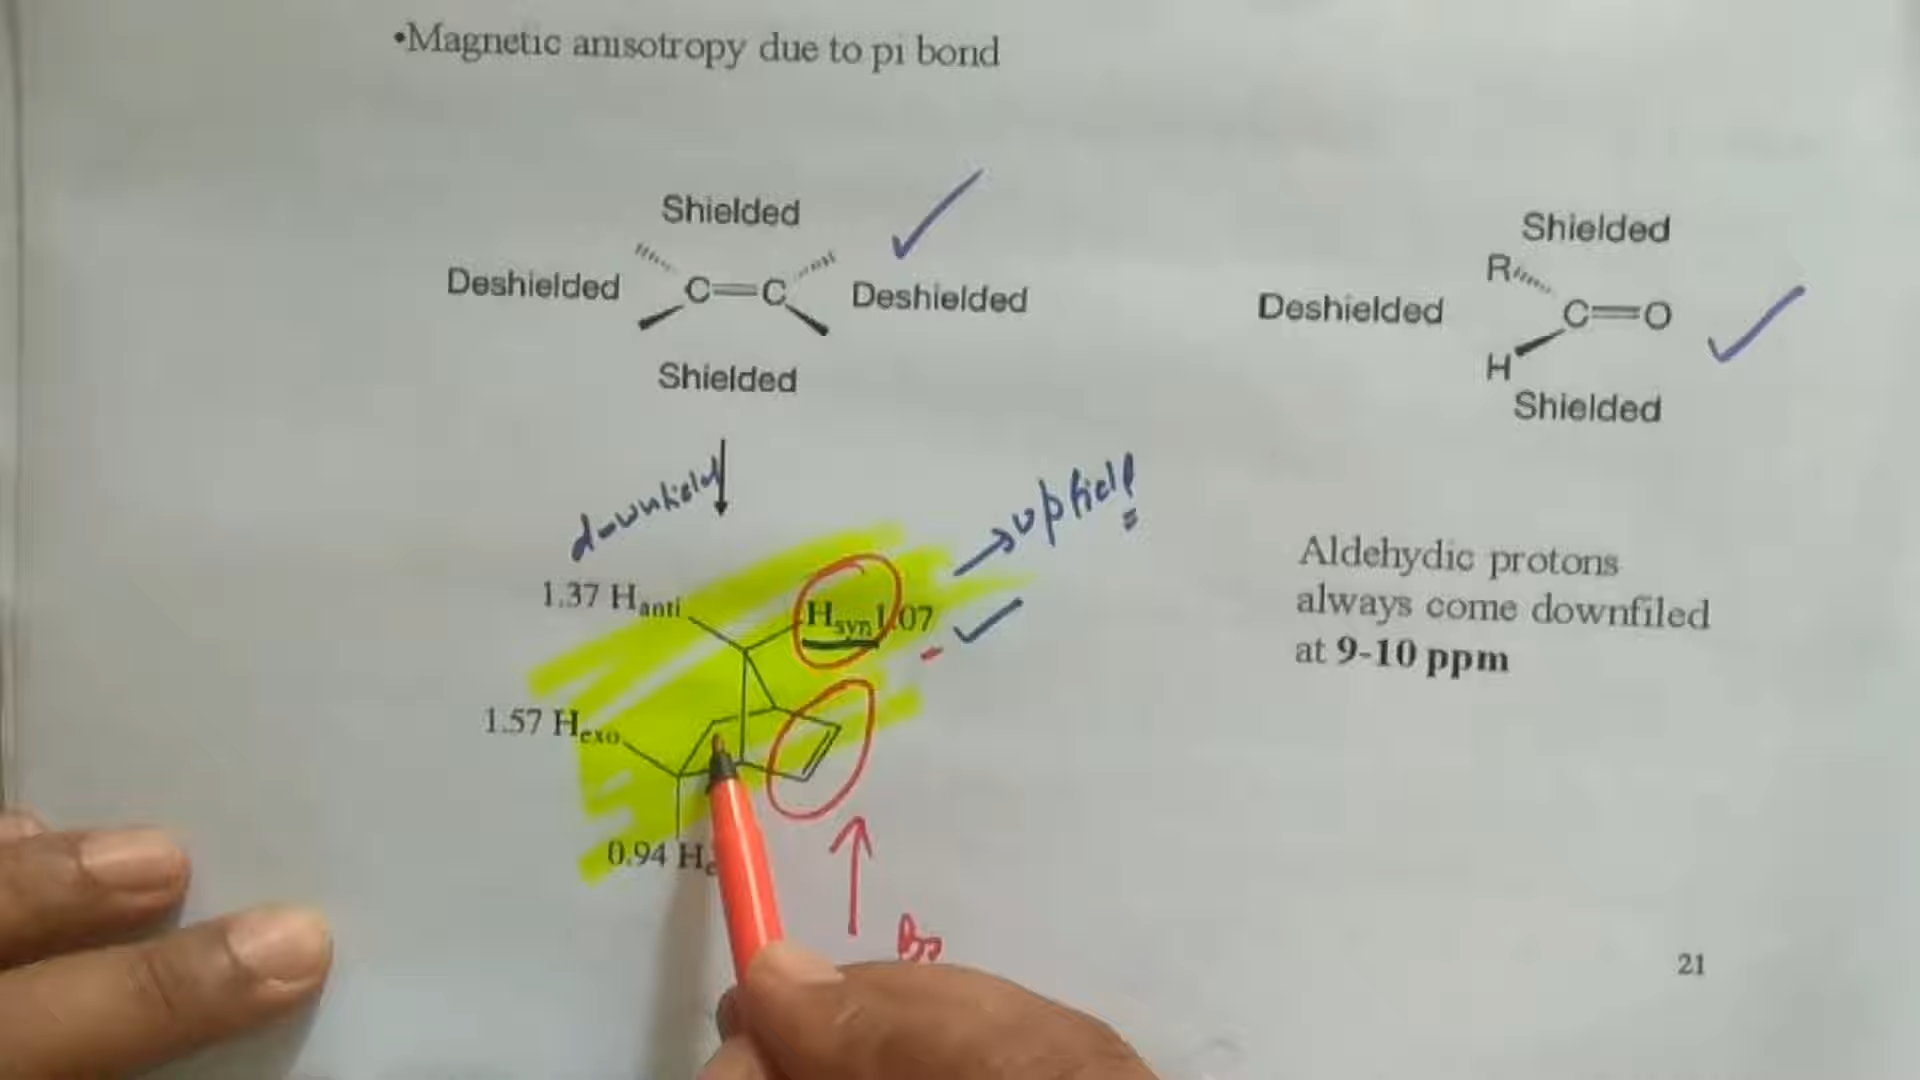 •Magnetic anisotropy due to pi bond
Shielded
Deshielded C=C Deshielded
Shielded
Shielded
R
Deshielded C=O
H
Shielded
downfield
→upfield
1.37 Hanti
Hsyn 1.07
1.57 Hexo
0.94 H
Aldehydic protons
always come downfiled
at 9-10 ppm
21